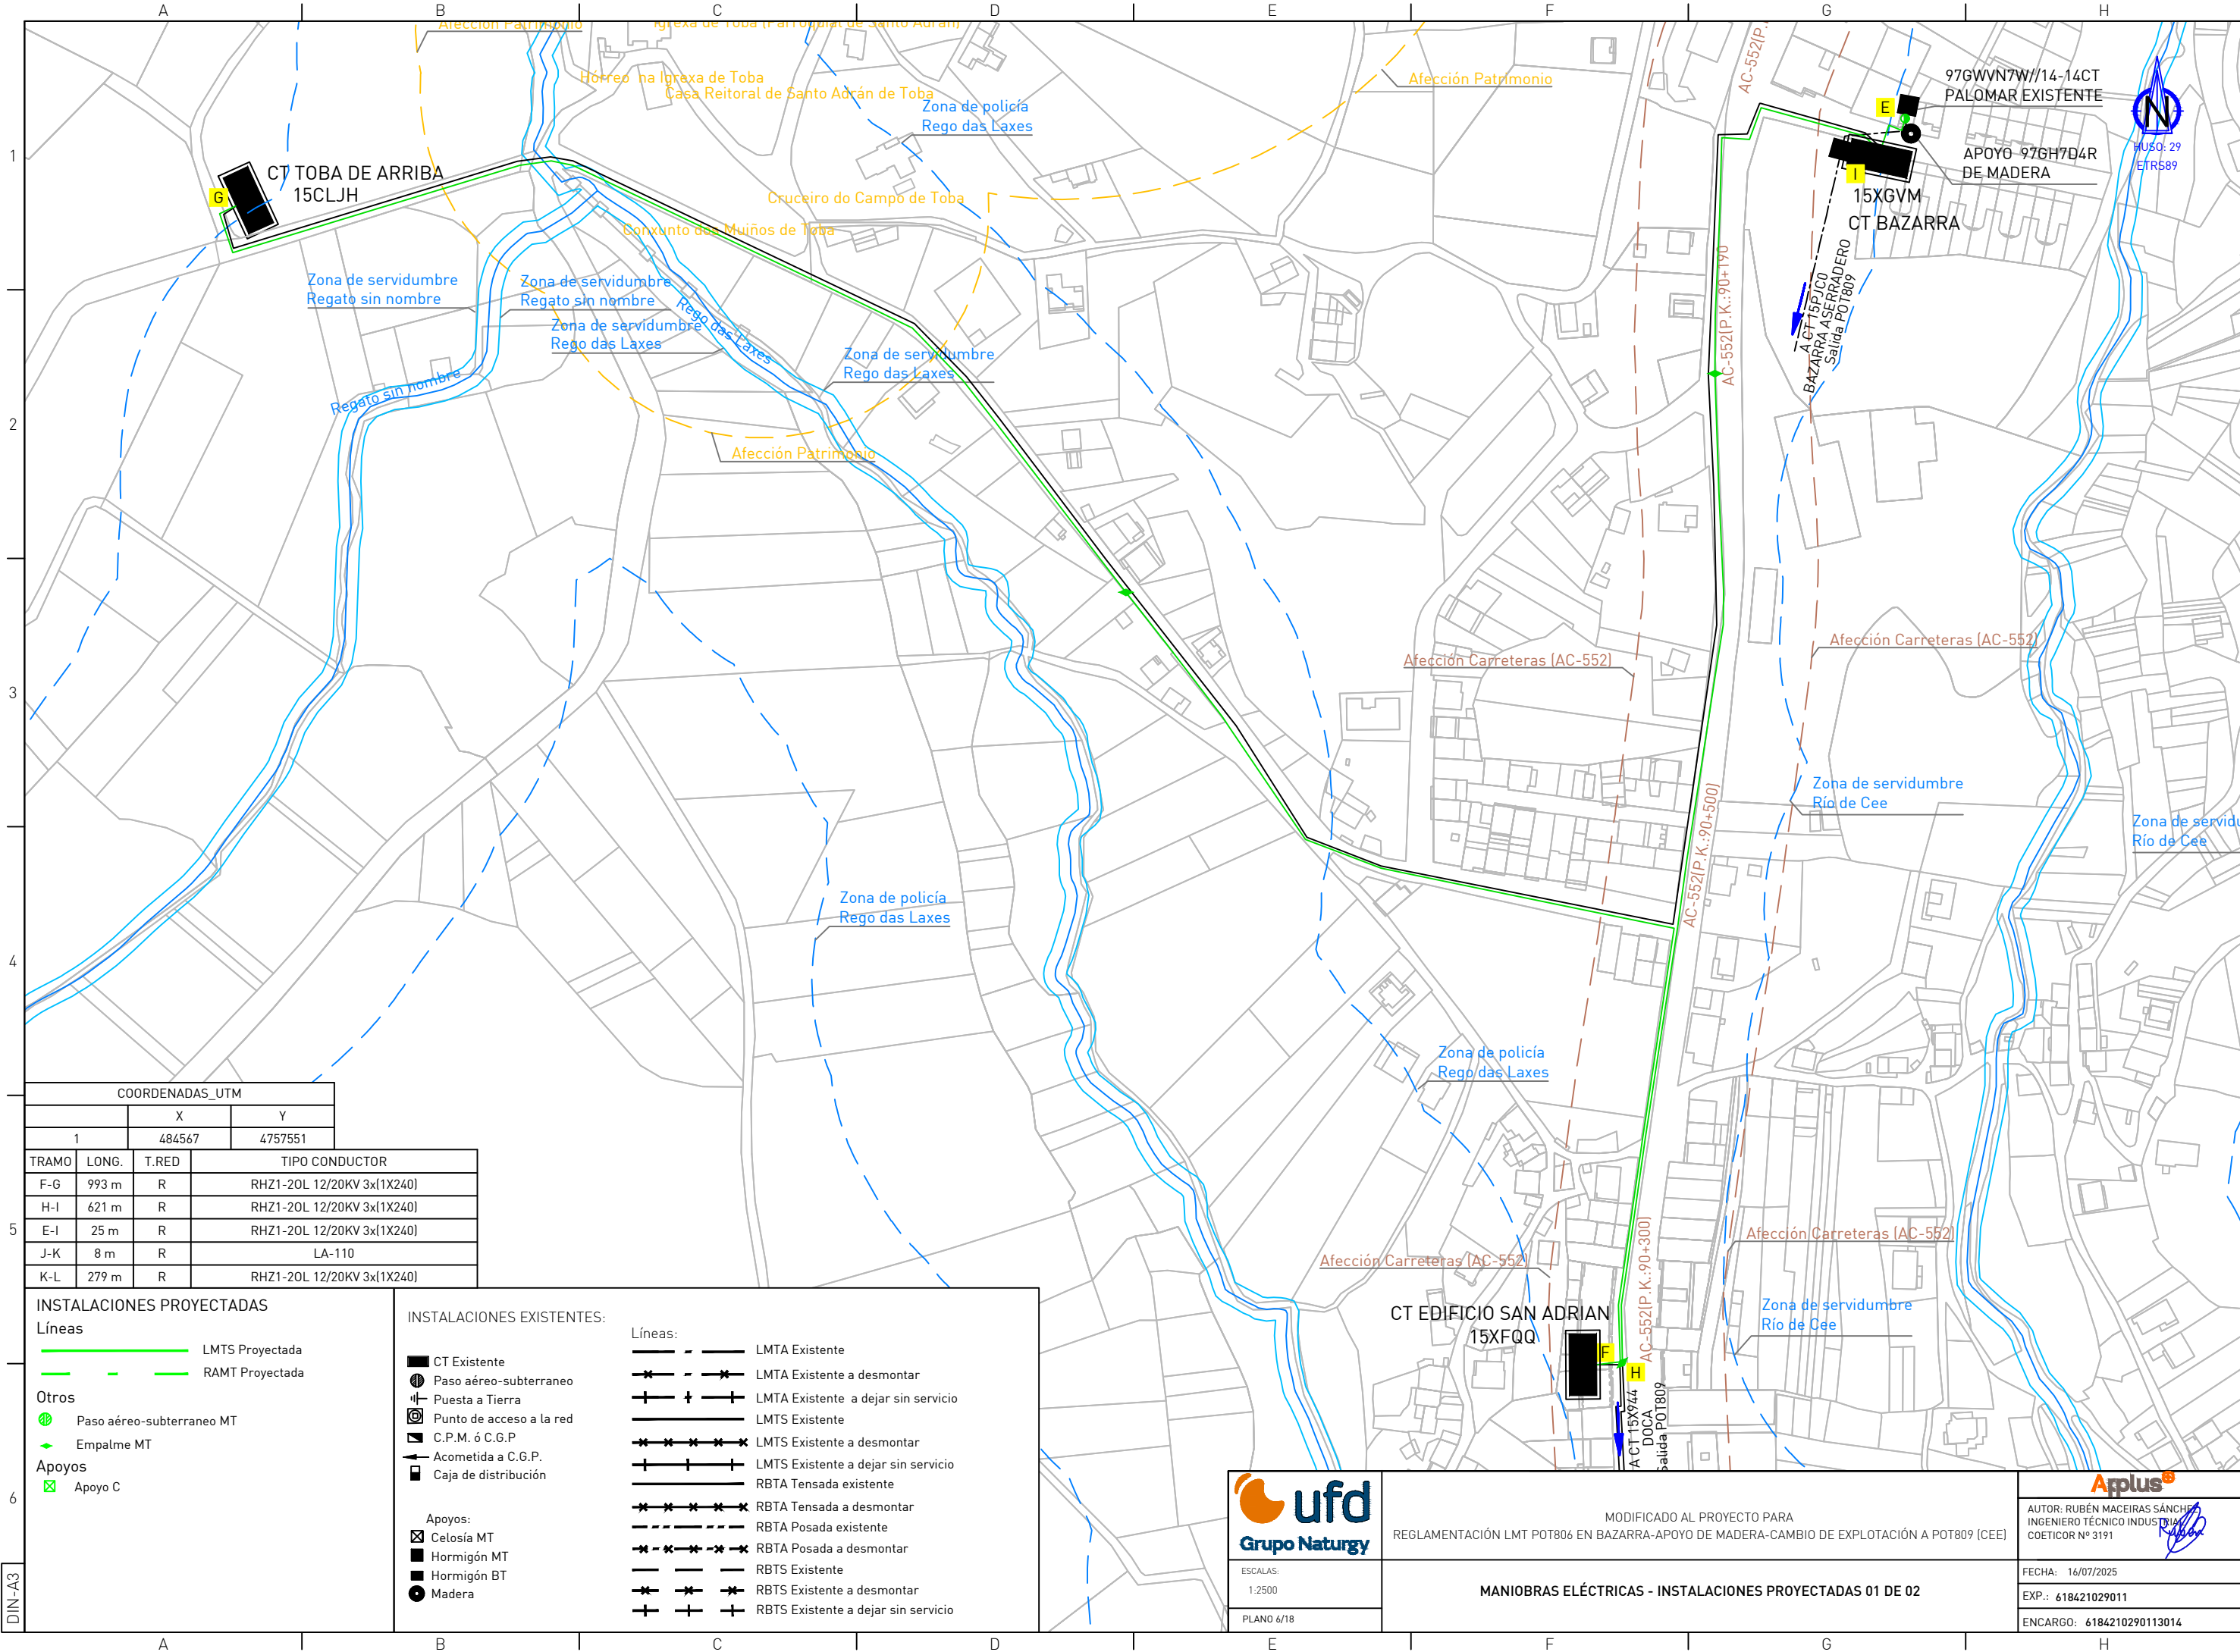 A B C D E F G H
1
2
3
4
5
6
DIN-A3
Afección Patrimonio
Igrexa de Toba (Parroquial de Santo Adrán)
Hórreo na Igrexa de Toba
Casa Reitoral de Santo Adrán de Toba
Zona de policía
Rego das Laxes
Afección Patrimonio
AC-552(P.
97GWVN7W//14-14CT
PALOMAR EXISTENTE
E
N
HUSO: 29
ETRS89
APOYO 97GH7D4R
DE MADERA
I
15XGVM
CT BAZARRA
CT TOBA DE ARRIBA
15CLJH
G
Cruceiro do Campo de Toba
Conxunto dos Muiños de Toba
Zona de servidumbre
Regato sin nombre
Zona de servidumbre
Regato sin nombre
Zona de servidumbre
Rego das Laxes
Rego das Laxes
Zona de servidumbre
Rego das Laxes
Regato sin nombre
Afección Patrimonio
AC-552(P.K.:90+190
A CT 15PJC0
BAZARRA ASERRADERO
Salida POT809
Afección Carreteras (AC-552)
Afección Carreteras (AC-552)
Zona de servidumbre
Río de Cee
Zona de servidu
Río de Cee
AC-552(P.K.:90+500)
Zona de policía
Rego das Laxes
Zona de policía
Rego das Laxes
Afección Carreteras (AC-552)
Afección Carreteras (AC-552)
AC-552(P.K.:90+300)
Zona de servidumbre
Río de Cee
CT EDIFICIO SAN ADRIAN
15XFQQ
F
H
A CT 15X944
DOCA
Salida POT809
COORDENADAS_UTM
X Y
1 484567 4757551
TRAMO LONG. T.RED TIPO CONDUCTOR
F-G 993 m R RHZ1-2OL 12/20KV 3x(1X240)
H-I 621 m R RHZ1-2OL 12/20KV 3x(1X240)
E-I 25 m R RHZ1-2OL 12/20KV 3x(1X240)
J-K 8 m R LA-110
K-L 279 m R RHZ1-2OL 12/20KV 3x(1X240)
INSTALACIONES PROYECTADAS
Líneas
LMTS Proyectada
RAMT Proyectada
Otros
Paso aéreo-subterraneo MT
Empalme MT
Apoyos
Apoyo C
INSTALACIONES EXISTENTES:
CT Existente
Paso aéreo-subterraneo
Puesta a Tierra
Punto de acceso a la red
C.P.M. ó C.G.P
Acometida a C.G.P.
Caja de distribución
Apoyos:
Celosía MT
Hormigón MT
Hormigón BT
Madera
Líneas:
LMTA Existente
LMTA Existente a desmontar
LMTA Existente a dejar sin servicio
LMTS Existente
LMTS Existente a desmontar
LMTS Existente a dejar sin servicio
RBTA Tensada existente
RBTA Tensada a desmontar
RBTA Posada existente
RBTA Posada a desmontar
RBTS Existente
RBTS Existente a desmontar
RBTS Existente a dejar sin servicio
ufd
Grupo Naturgy
ESCALAS:
1:2500
PLANO 6/18
MODIFICADO AL PROYECTO PARA
REGLAMENTACIÓN LMT POT806 EN BAZARRA-APOYO DE MADERA-CAMBIO DE EXPLOTACIÓN A POT809 (CEE)
MANIOBRAS ELÉCTRICAS - INSTALACIONES PROYECTADAS 01 DE 02
Applus
AUTOR: RUBÉN MACEIRAS SÁNCHEZ
INGENIERO TÉCNICO INDUSTRIAL
COETICOR Nº 3191
Rubén
FECHA: 16/07/2025
EXP.: 618421029011
ENCARGO: 6184210290113014
A B C D E F G H